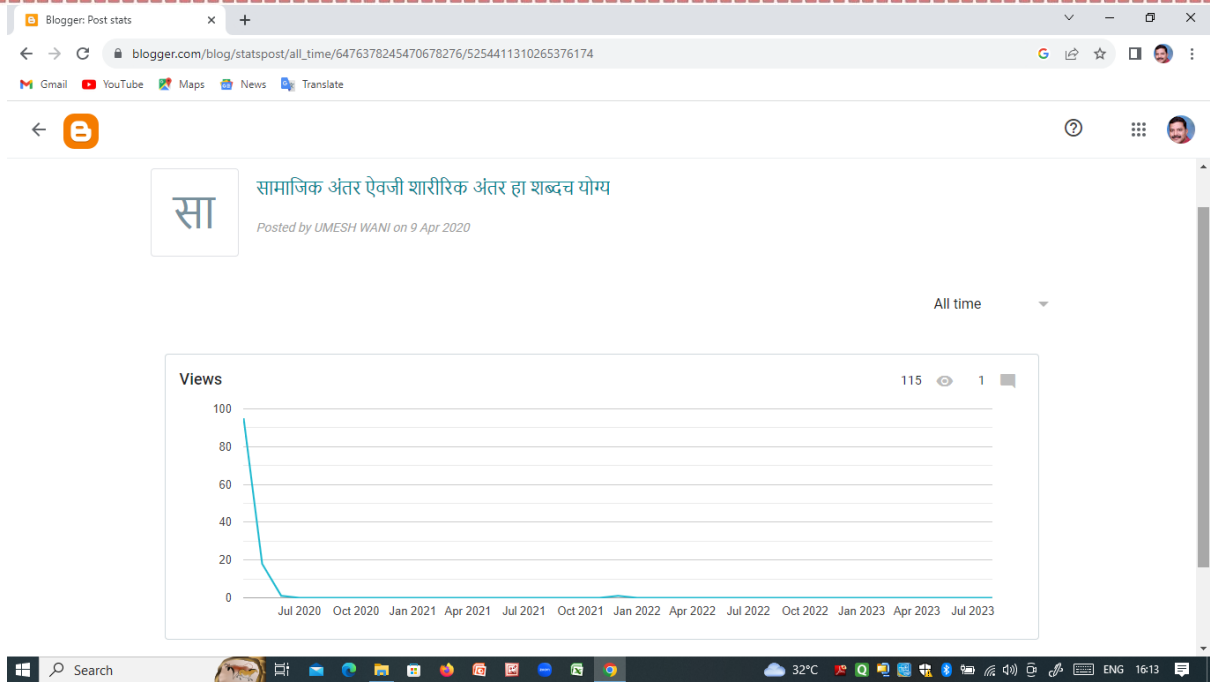 Blogger: Post stats
blogger.com/blog/statspost/all_time/6476378245470678276/5254411310265376174
Gmail YouTube Maps News Translate
सा
सामाजिक अंतर ऐवजी शारीरिक अंतर हा शब्दच योग्य
Posted by UMESH WANI on 9 Apr 2020
All time
Views 115 1
100
80
60
40
20
0
Jul 2020 Oct 2020 Jan 2021 Apr 2021 Jul 2021 Oct 2021 Jan 2022 Apr 2022 Jul 2022 Oct 2022 Jan 2023 Apr 2023 Jul 2023
Search 32°C ENG 16:13